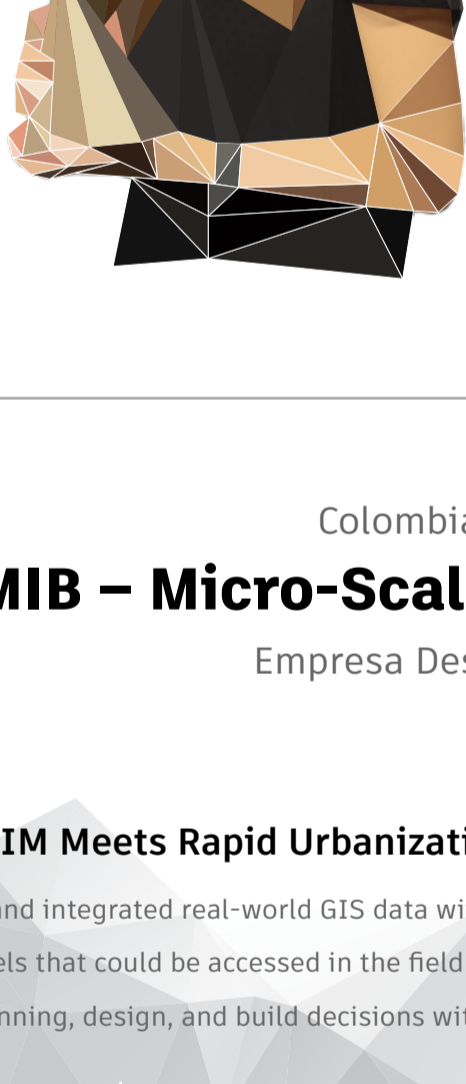 Colombia
MIB – Micro-Scal
Empresa Des
IM Meets Rapid Urbanizati
and integrated real-world GIS data wi
els that could be accessed in the field
nning, design, and build decisions wit